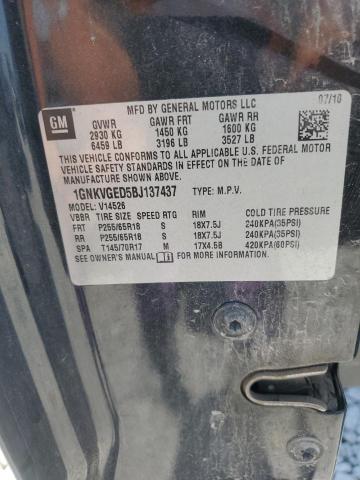 MFD BY GENERAL MOTORS LLC 07/10
GM GVWR GAWR FRT GAWR RR
2930 KG 1450 KG 1600 KG
6459 LB 3196 LB 3527 LB
THIS VEHICLE CONFORMS TO ALL APPLICABLE U.S. FEDERAL MOTOR
VEHICLE SAFETY AND THEFT PREVENTION
STANDARDS IN EFFECT ON THE DATE OF
MANUFACTURE SHOWN ABOVE.
1GNKVGED5BJ137437 TYPE: M.P.V.
MODEL: V14526
VBBR TIRE SIZE SPEED RTG RIM COLD TIRE PRESSURE
FRT P255/65R18 S 18X7.5J 240KPA(35PSI)
RR P255/65R18 S 18X7.5J 240KPA(35PSI)
SPA T145/70R17 M 17X4.5B 420KPA(60PSI)
SEE OWNER'S MANUAL FOR MORE INFORMATION.